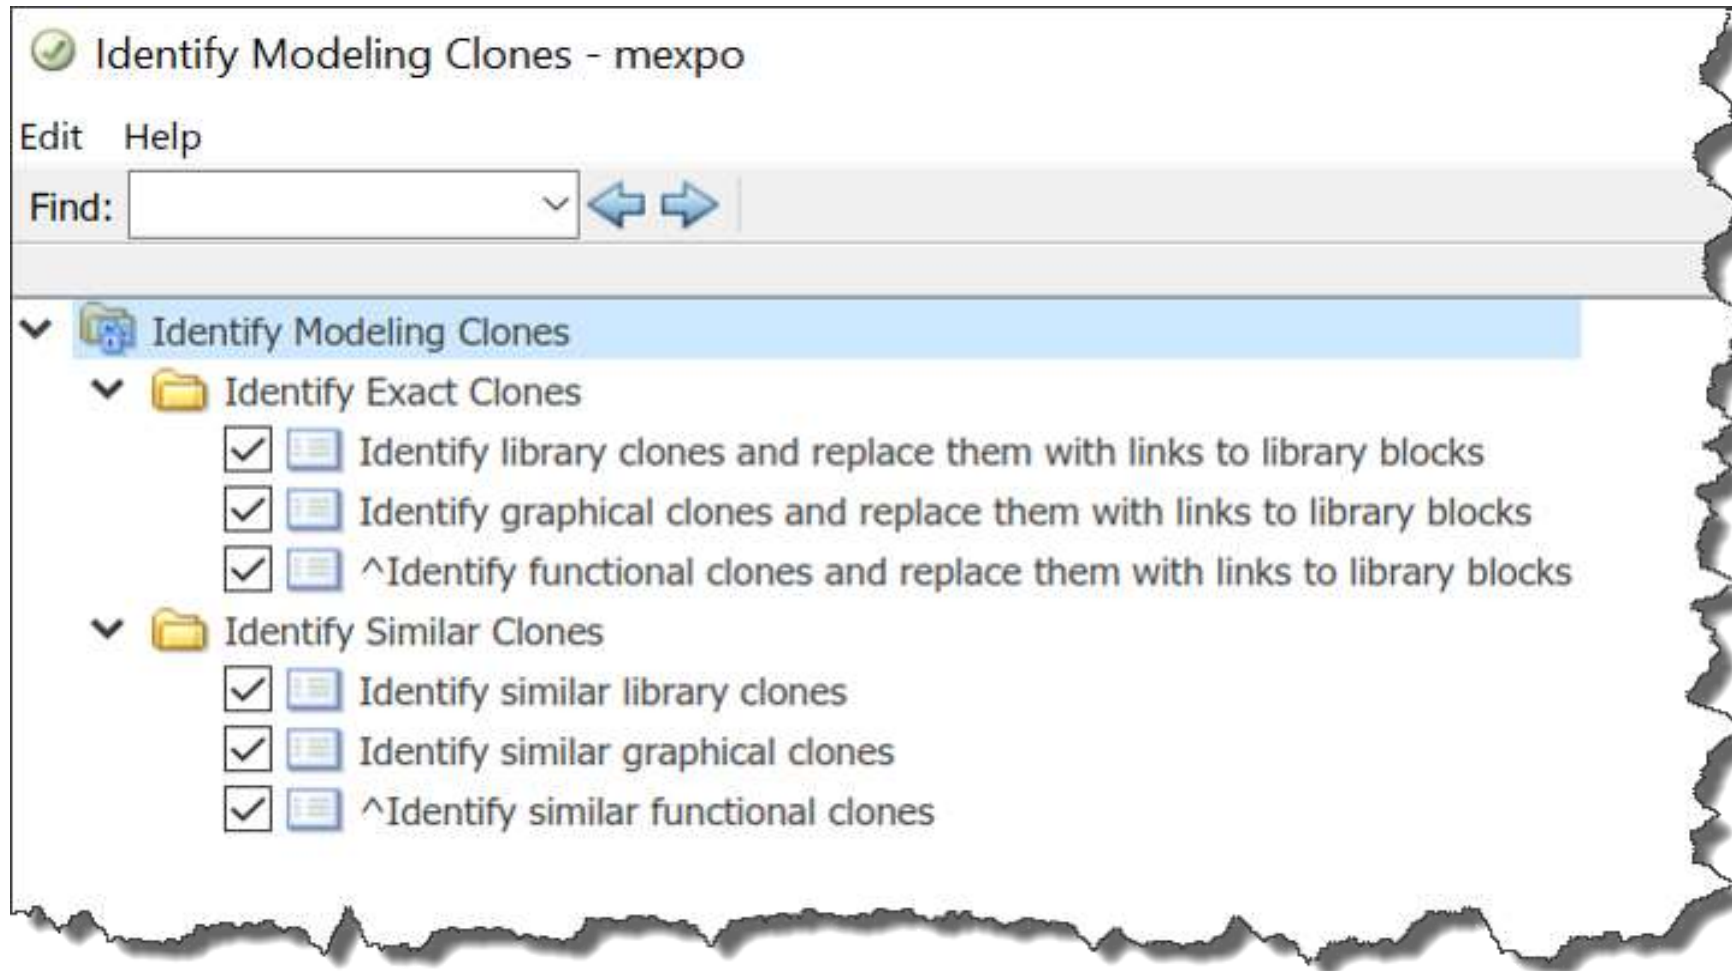 Identify Modeling Clones - mexpo
Edit Help
Find:
Identify Modeling Clones
Identify Exact Clones
Identify library clones and replace them with links to library blocks
Identify graphical clones and replace them with links to library blocks
^Identify functional clones and replace them with links to library blocks
Identify Similar Clones
Identify similar library clones
Identify similar graphical clones
^Identify similar functional clones